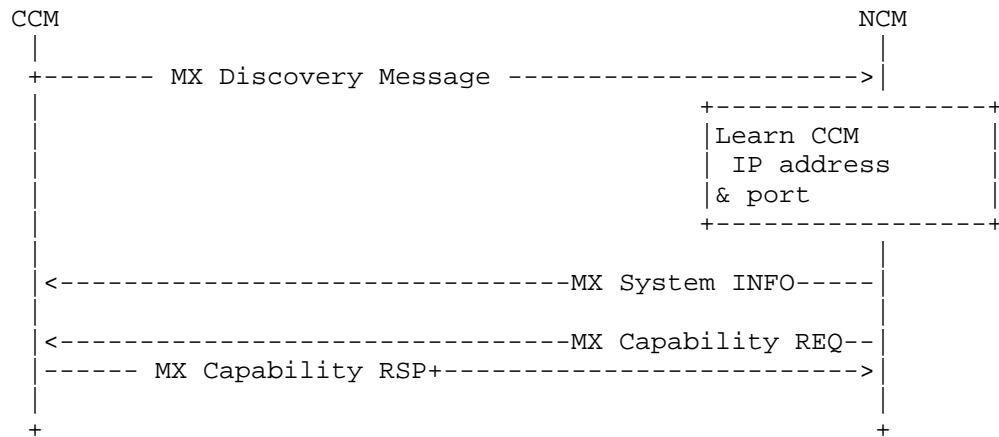 CCM NCM
MX Discovery Message
Learn CCM
IP address
& port
MX System INFO
MX Capability REQ
MX Capability RSP